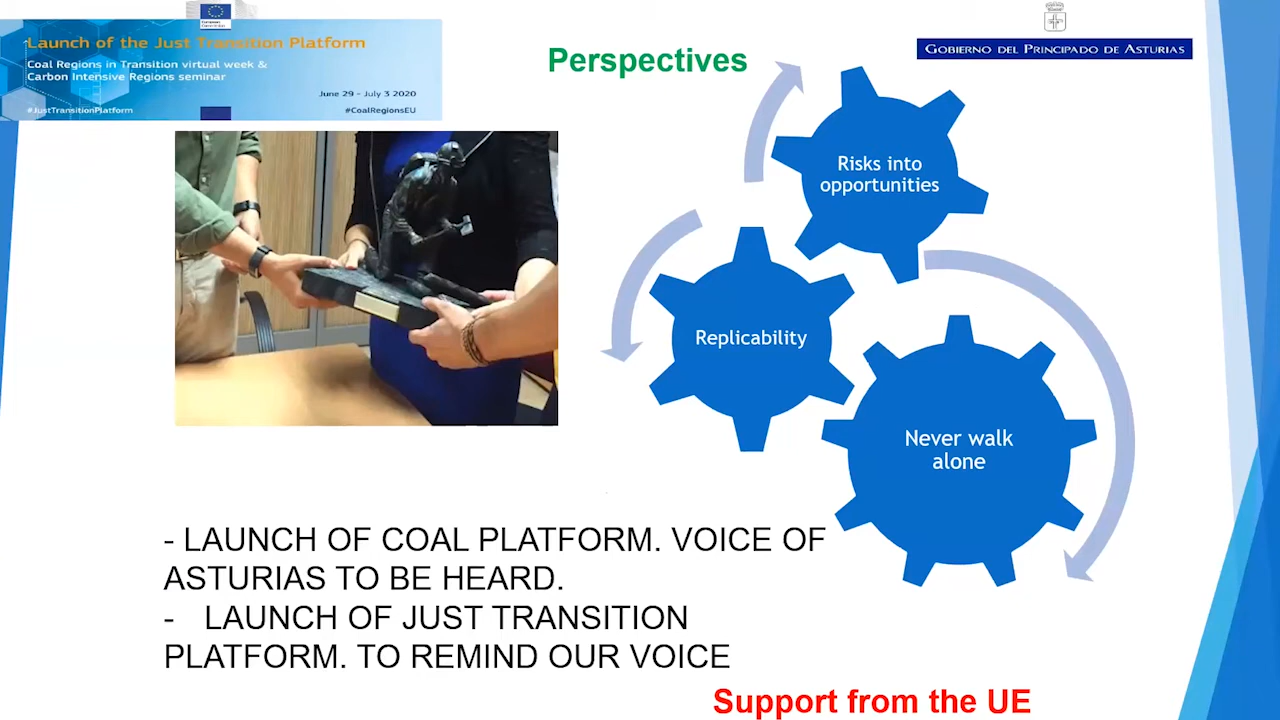 Launch of the Just Transition Platform
Coal Regions in Transition virtual week &
Carbon Intensive Regions seminar
June 29 - July 3 2020
#JustTransitionPlatform
#CoalRegionsEU
Perspectives
GOBIERNO DEL PRINCIPADO DE ASTURIAS
Risks into
opportunities
Replicability
Never walk
alone
- LAUNCH OF COAL PLATFORM. VOICE OF
ASTURIAS TO BE HEARD.
- LAUNCH OF JUST TRANSITION
PLATFORM. TO REMIND OUR VOICE
Support from the UE